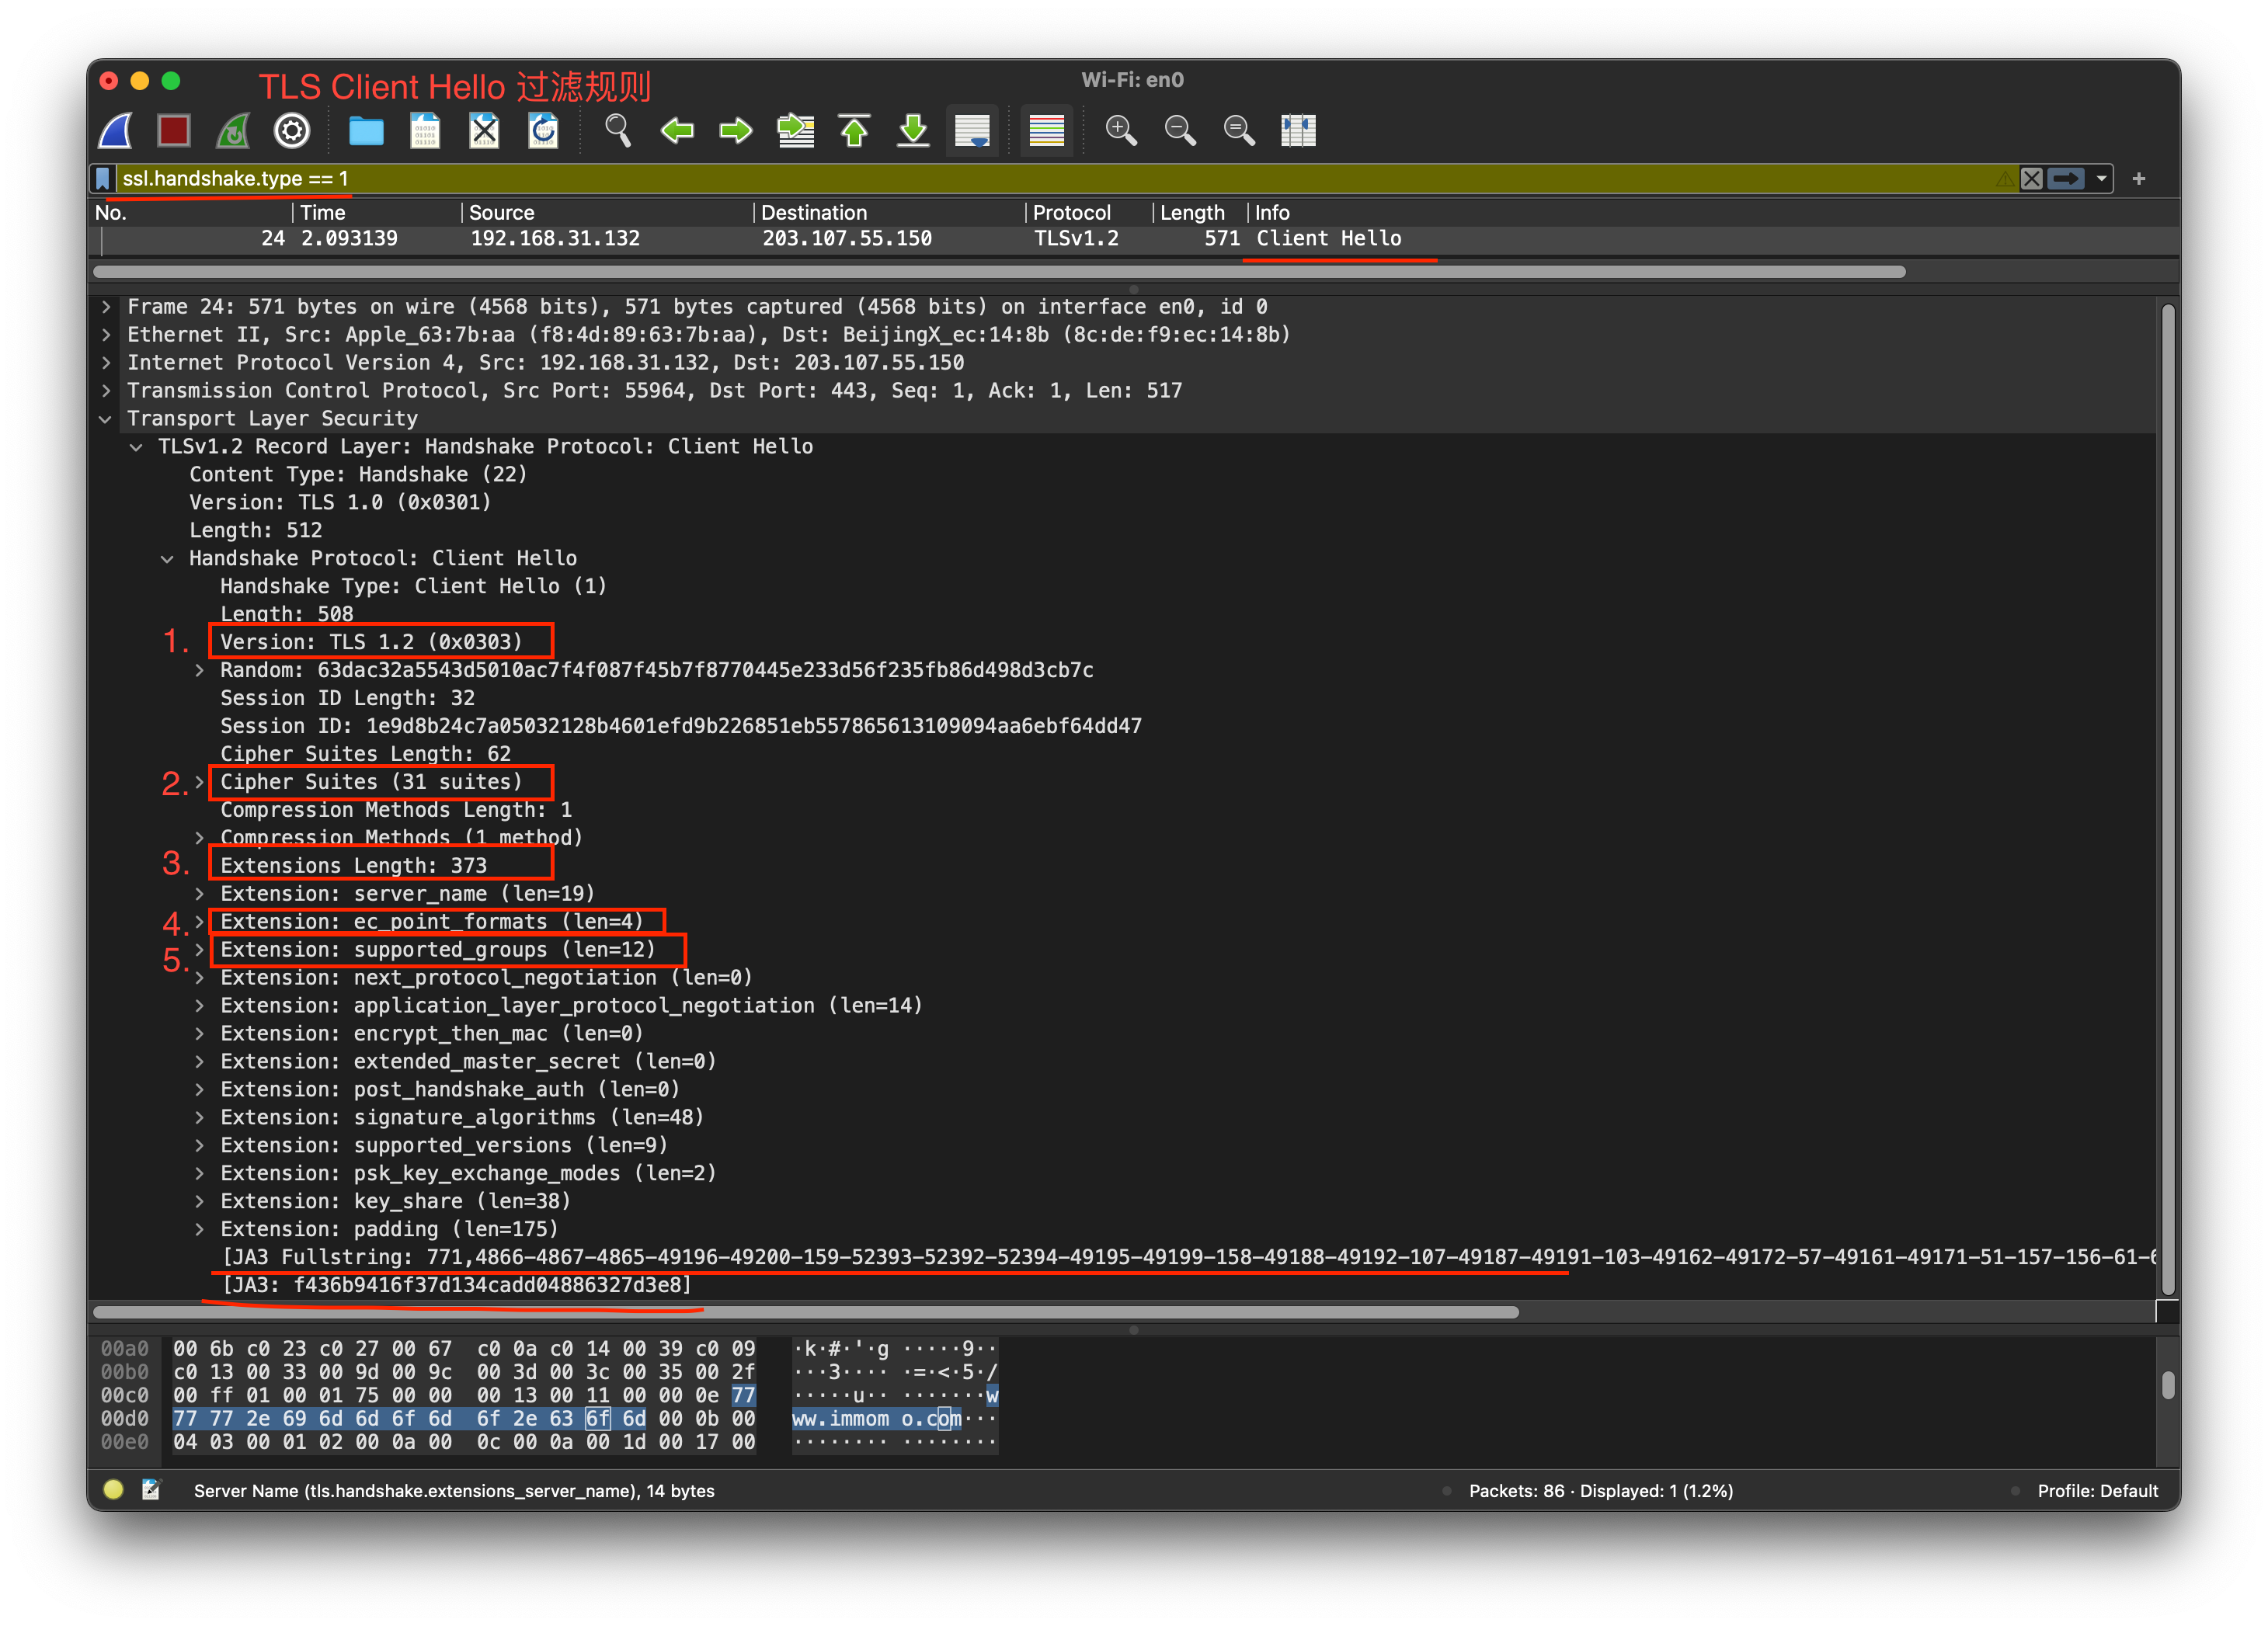 TLS Client Hello 过滤规则
Wi-Fi: en0
ssl.handshake.type == 1
No. Time Source Destination Protocol Length Info
24 2.093139 192.168.31.132 203.107.55.150 TLSv1.2 571 Client Hello
Frame 24: 571 bytes on wire (4568 bits), 571 bytes captured (4568 bits) on interface en0, id 0
Ethernet II, Src: Apple_63:7b:aa (f8:4d:89:63:7b:aa), Dst: BeijingX_ec:14:8b (8c:de:f9:ec:14:8b)
Internet Protocol Version 4, Src: 192.168.31.132, Dst: 203.107.55.150
Transmission Control Protocol, Src Port: 55964, Dst Port: 443, Seq: 1, Ack: 1, Len: 517
Transport Layer Security
TLSv1.2 Record Layer: Handshake Protocol: Client Hello
Content Type: Handshake (22)
Version: TLS 1.0 (0x0301)
Length: 512
Handshake Protocol: Client Hello
Handshake Type: Client Hello (1)
Length: 508
1. Version: TLS 1.2 (0x0303)
Random: 63dac32a5543d5010ac7f4f087f45b7f8770445e233d56f235fb86d498d3cb7c
Session ID Length: 32
Session ID: 1e9d8b24c7a05032128b4601efd9b226851eb557865613109094aa6ebf64dd47
Cipher Suites Length: 62
2. Cipher Suites (31 suites)
Compression Methods Length: 1
Compression Methods (1 method)
3. Extensions Length: 373
Extension: server_name (len=19)
4. Extension: ec_point_formats (len=4)
5. Extension: supported_groups (len=12)
Extension: next_protocol_negotiation (len=0)
Extension: application_layer_protocol_negotiation (len=14)
Extension: encrypt_then_mac (len=0)
Extension: extended_master_secret (len=0)
Extension: post_handshake_auth (len=0)
Extension: signature_algorithms (len=48)
Extension: supported_versions (len=9)
Extension: psk_key_exchange_modes (len=2)
Extension: key_share (len=38)
Extension: padding (len=175)
[JA3 Fullstring: 771,4866-4867-4865-49196-49200-159-52393-52392-52394-49195-49199-158-49188-49192-107-49187-49191-103-49162-49172-57-49161-49171-51-157-156-61-6
[JA3: f436b9416f37d134cadd04886327d3e8]
00a0 00 6b c0 23 c0 27 00 67 c0 0a c0 14 00 39 c0 09 ·k·#·'·g ·····9··
00b0 c0 13 00 33 00 9d 00 9c 00 3d 00 3c 00 35 00 2f ···3···· ·=·<·5·/
00c0 00 ff 01 00 01 75 00 00 00 13 00 11 00 00 0e 77 ·····u·· ·······w
00d0 77 77 2e 69 6d 6d 6f 6d 6f 2e 63 6f 6d 00 0b 00 ww.immom o.com···
00e0 04 03 00 01 02 00 0a 00 0c 00 0a 00 1d 00 17 00 ········ ········
Server Name (tls.handshake.extensions_server_name), 14 bytes
Packets: 86 · Displayed: 1 (1.2%)
Profile: Default